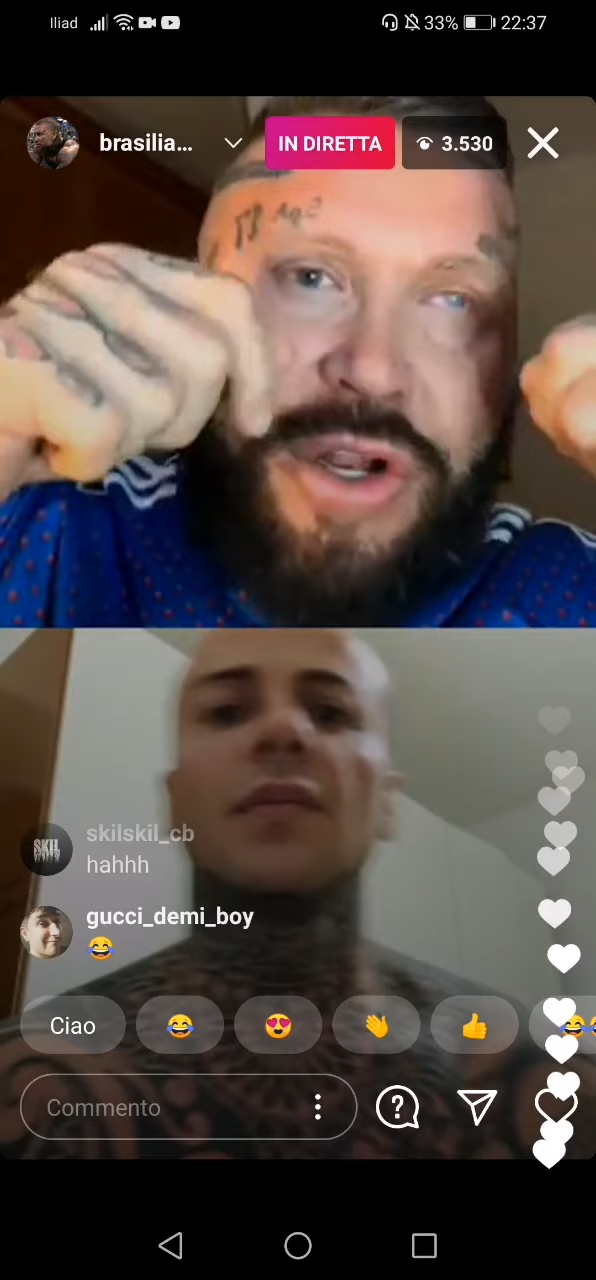 Iliad 33% 22:37
brasilia... IN DIRETTA 3.530
skilskil_cb
hahhh
gucci_demi_boy
😂
Ciao 😂 😍 👋 👍 😂
Commento